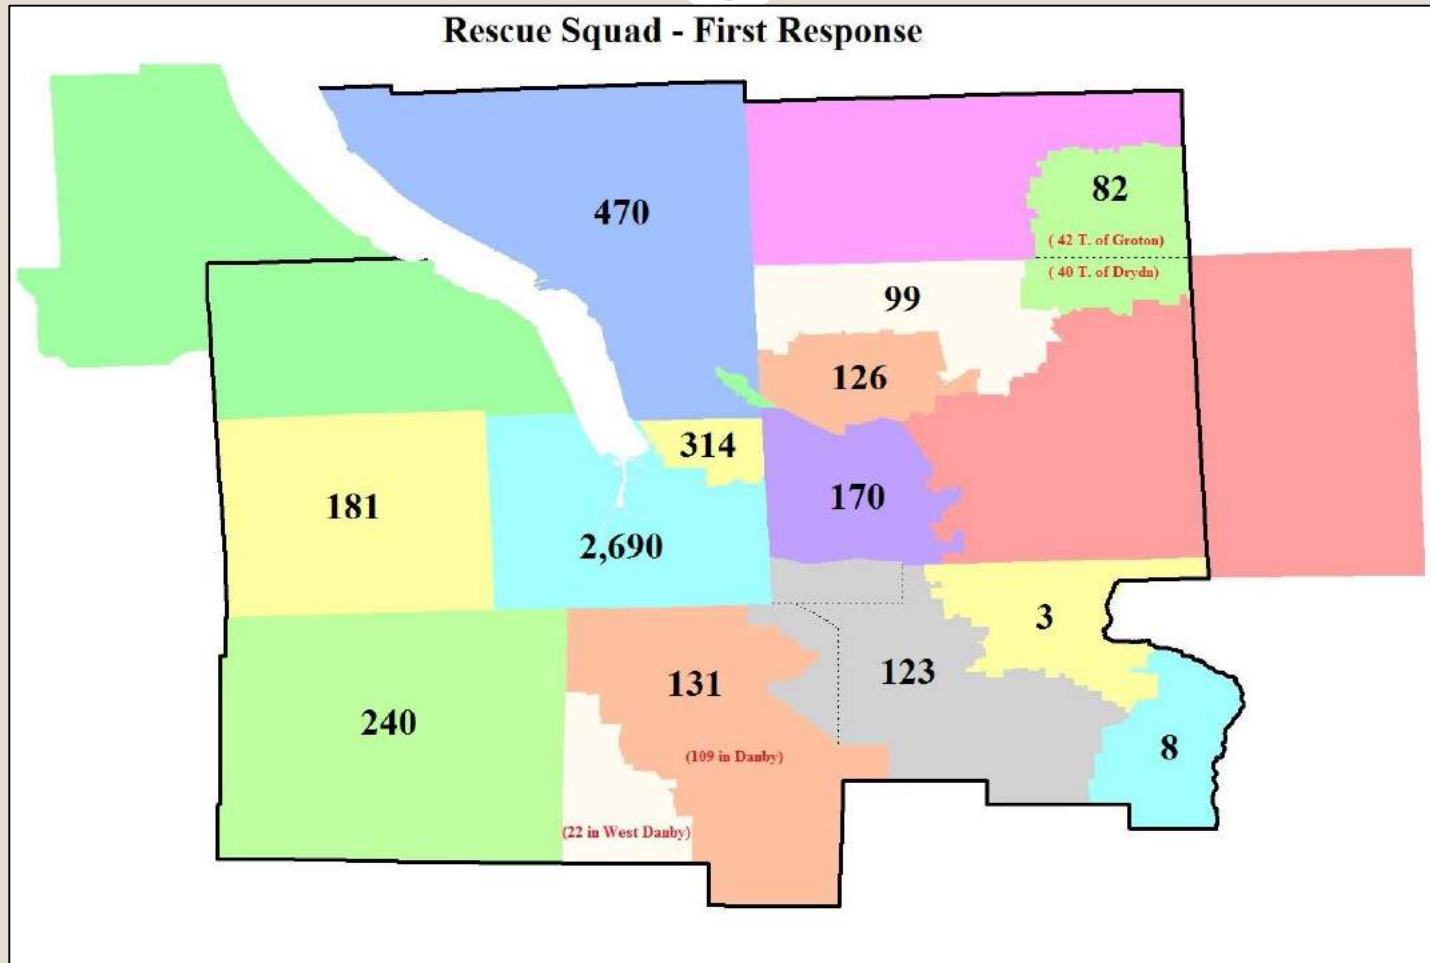 Rescue Squad - First Response
470
82
( 42 T. of Groton)
( 40 T. of Drydn)
99
126
314
181
170
2,690
3
123
131
240
8
(109 in Danby)
(22 in West Danby)